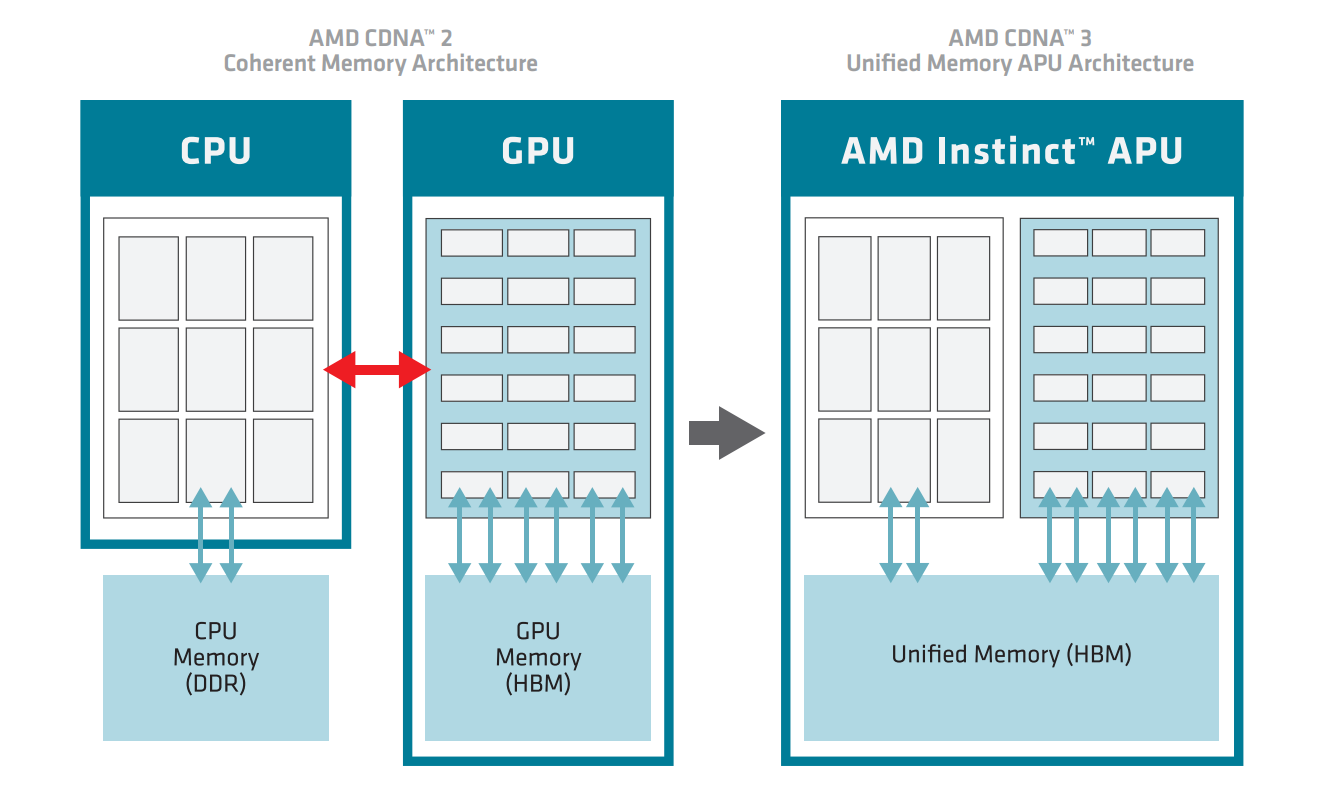 AMD CDNA™ 2
Coherent Memory Architecture
AMD CDNA™ 3
Unified Memory APU Architecture
CPU
GPU
AMD Instinct™ APU
CPU
Memory
(DDR)
GPU
Memory
(HBM)
Unified Memory (HBM)